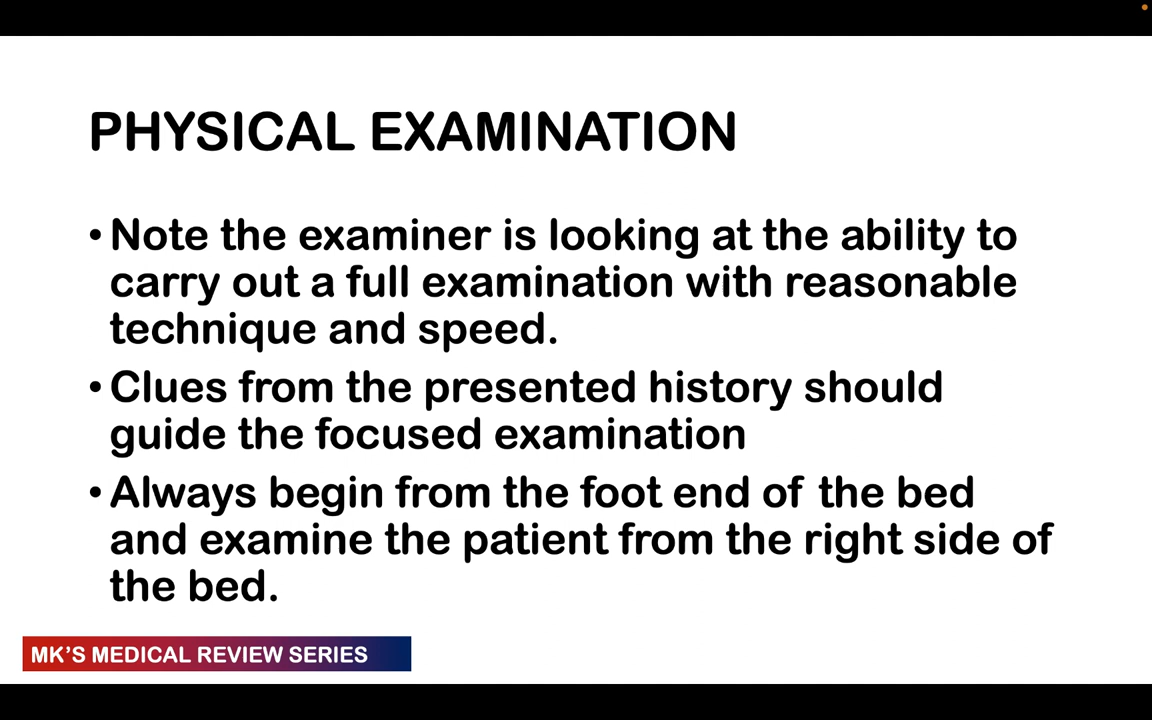 PHYSICAL EXAMINATION
• Note the examiner is looking at the ability to
carry out a full examination with reasonable
technique and speed.
• Clues from the presented history should
guide the focused examination
• Always begin from the foot end of the bed
and examine the patient from the right side of
the bed.
MK'S MEDICAL REVIEW SERIES